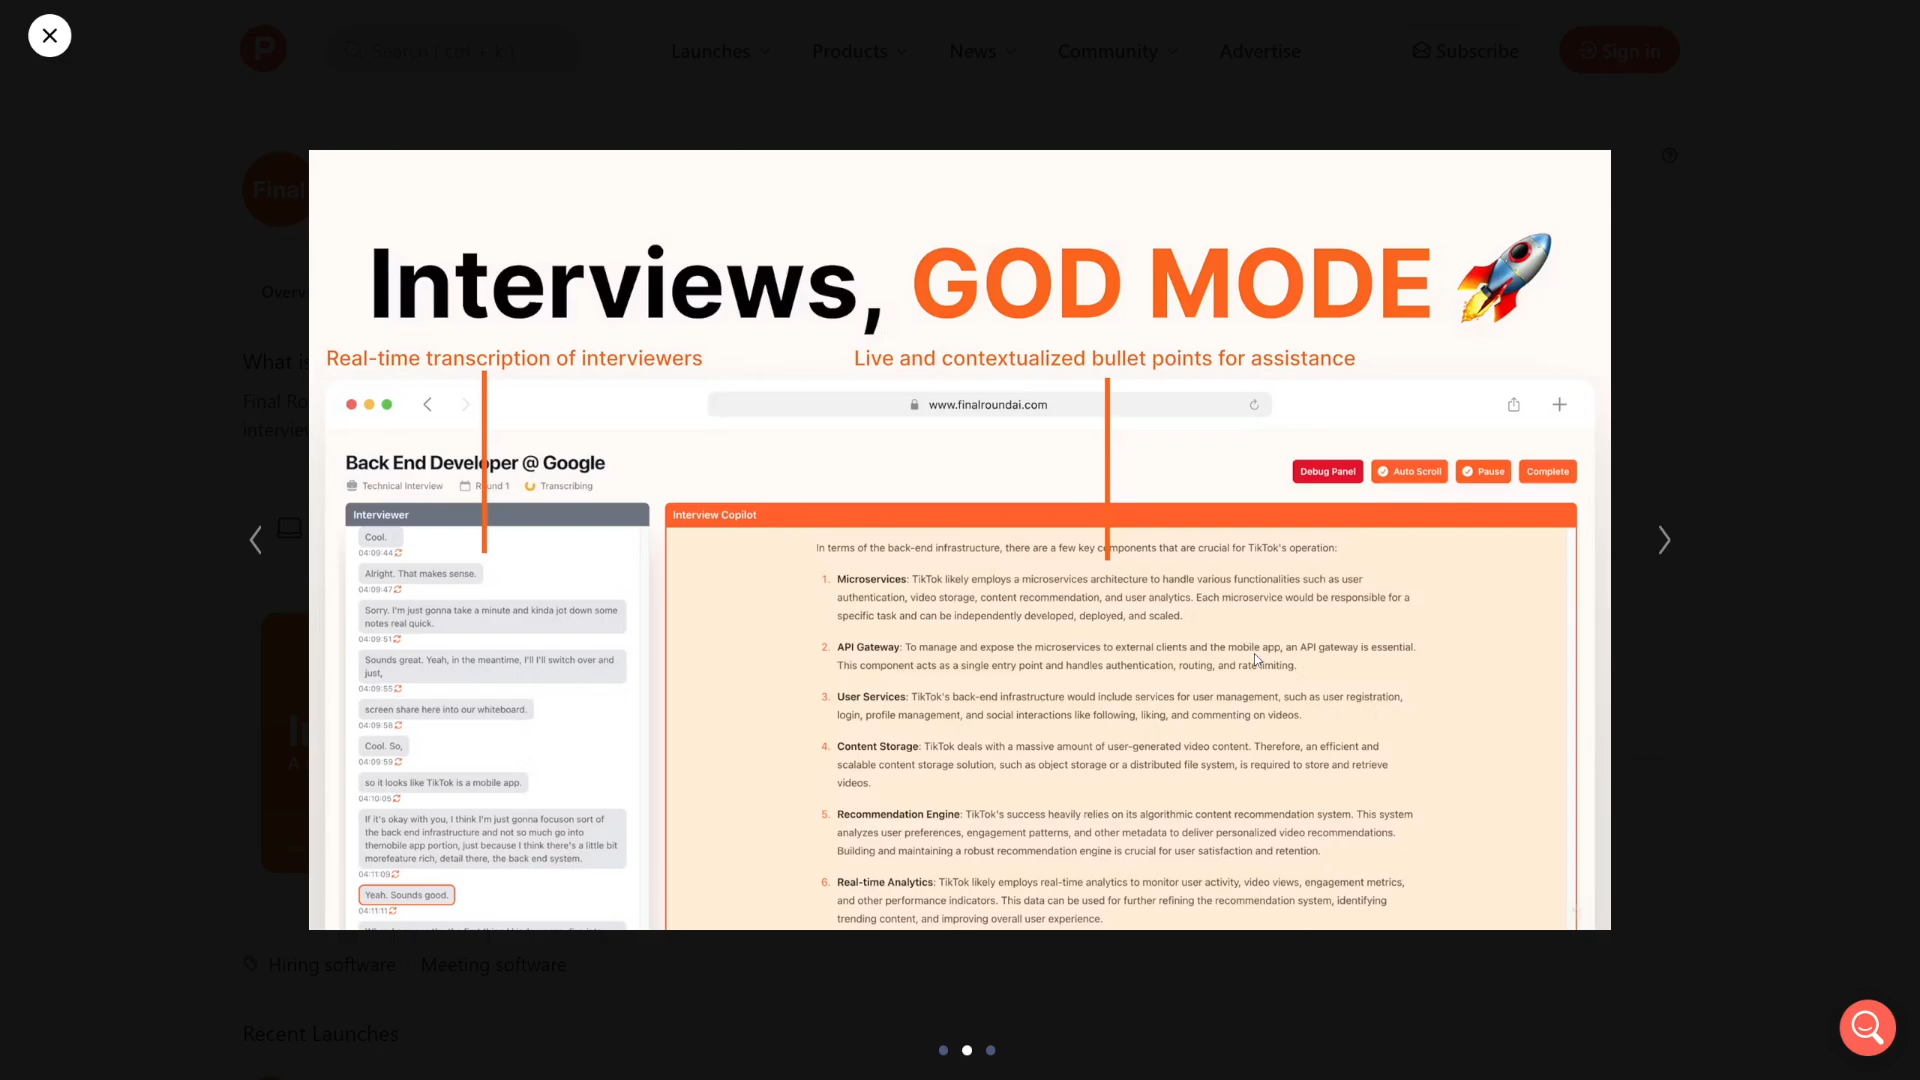 P
Search ( ctrl + k )
Launches
Products
News
Community
Advertise
Subscribe
Sign in
Final
Interviews, GOD MODE
Overv
Real-time transcription of interviewers
Live and contextualized bullet points for assistance
What is
Final Ro
interview
www.finalroundai.com
Back End Developer @ Google
Technical Interview
Round 1
Transcribing
Debug Panel
Auto Scroll
Pause
Complete
Interviewer
Cool.
04:09:44
Alright. That makes sense.
04:09:47
Sorry. I'm just gonna take a minute and kinda jot down some
notes real quick.
04:09:51
Sounds great. Yeah, in the meantime, I'll I'll switch over and
just,
04:09:55
screen share here into our whiteboard.
04:09:58
Cool. So,
04:09:59
so it looks like TikTok is a mobile app.
04:10:05
If it's okay with you, I think I'm just gonna focuson sort of
the back end infrastructure and not so much go into
themobile app portion, just because I think there's a little bit
morefeature rich, detail there, the back end system.
04:11:09
Yeah. Sounds good.
04:11:11
Interview Copilot
In terms of the back-end infrastructure, there are a few key components that are crucial for TikTok's operation:
1. Microservices: TikTok likely employs a microservices architecture to handle various functionalities such as user
authentication, video storage, content recommendation, and user analytics. Each microservice would be responsible for a
specific task and can be independently developed, deployed, and scaled.
2. API Gateway: To manage and expose the microservices to external clients and the mobile app, an API gateway is essential.
This component acts as a single entry point and handles authentication, routing, and rate limiting.
3. User Services: TikTok's back-end infrastructure would include services for user management, such as user registration,
login, profile management, and social interactions like following, liking, and commenting on videos.
4. Content Storage: TikTok deals with a massive amount of user-generated video content. Therefore, an efficient and
scalable content storage solution, such as object storage or a distributed file system, is required to store and retrieve
videos.
5. Recommendation Engine: TikTok's success heavily relies on its algorithmic content recommendation system. This system
analyzes user preferences, engagement patterns, and other metadata to deliver personalized video recommendations.
Building and maintaining a robust recommendation engine is crucial for user satisfaction and retention.
6. Real-time Analytics: TikTok likely employs real-time analytics to monitor user activity, video views, engagement metrics,
and other performance indicators. This data can be used for further refining the recommendation system, identifying
trending content, and improving overall user experience.
Hiring software
Meeting software
Recent Launches